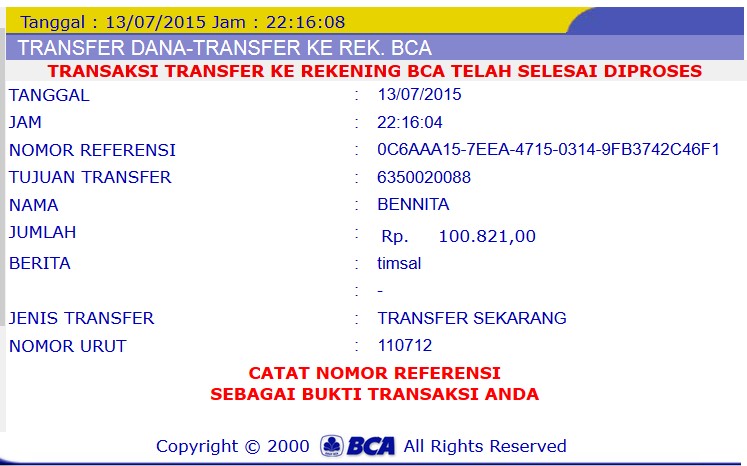 Tanggal : 13/07/2015 Jam : 22:16:08
TRANSFER DANA-TRANSFER KE REK. BCA
TRANSAKSI TRANSFER KE REKENING BCA TELAH SELESAI DIPROSES
TANGGAL : 13/07/2015
JAM : 22:16:04
NOMOR REFERENSI : 0C6AAA15-7EEA-4715-0314-9FB3742C46F1
TUJUAN TRANSFER : 6350020088
NAMA : BENNITA
JUMLAH : Rp. 100.821,00
BERITA : timsal
: -
JENIS TRANSFER : TRANSFER SEKARANG
NOMOR URUT : 110712
CATAT NOMOR REFERENSI
SEBAGAI BUKTI TRANSAKSI ANDA
Copyright © 2000 BCA All Rights Reserved